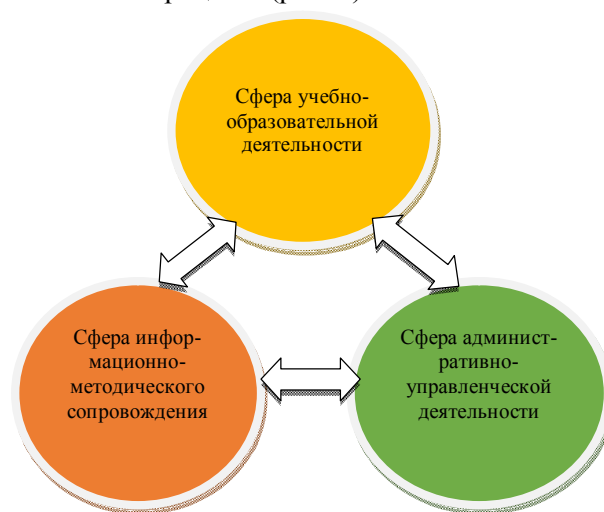 Сфера учебно-
образовательной
деятельности
Сфера инфор-
мационно-
методического
сопровождения
Сфера админист-
ративно-
управленческой
деятельности